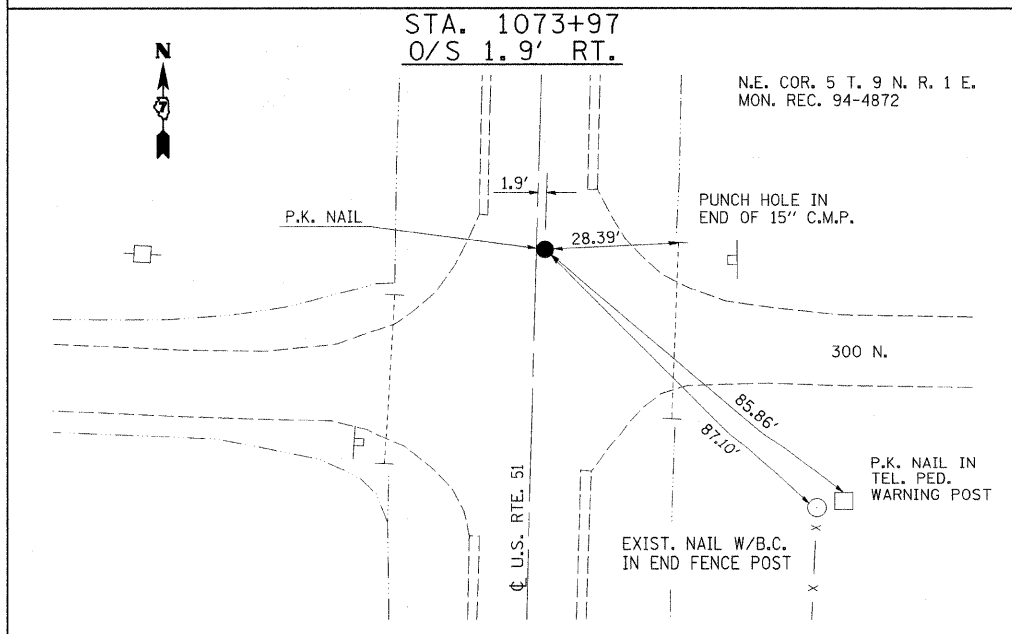 STA. 1073+97
O/S 1.9' RT.
N
7
N.E. COR. 5 T. 9 N. R. 1 E.
MON. REC. 94-4872
1.9'
PUNCH HOLE IN
END OF 15" C.M.P.
P.K. NAIL
28.39'
300 N.
85.86'
87.10'
P.K. NAIL IN
TEL. PED.
WARNING POST
℄ U.S. RTE. 51
EXIST. NAIL W/B.C.
IN END FENCE POST